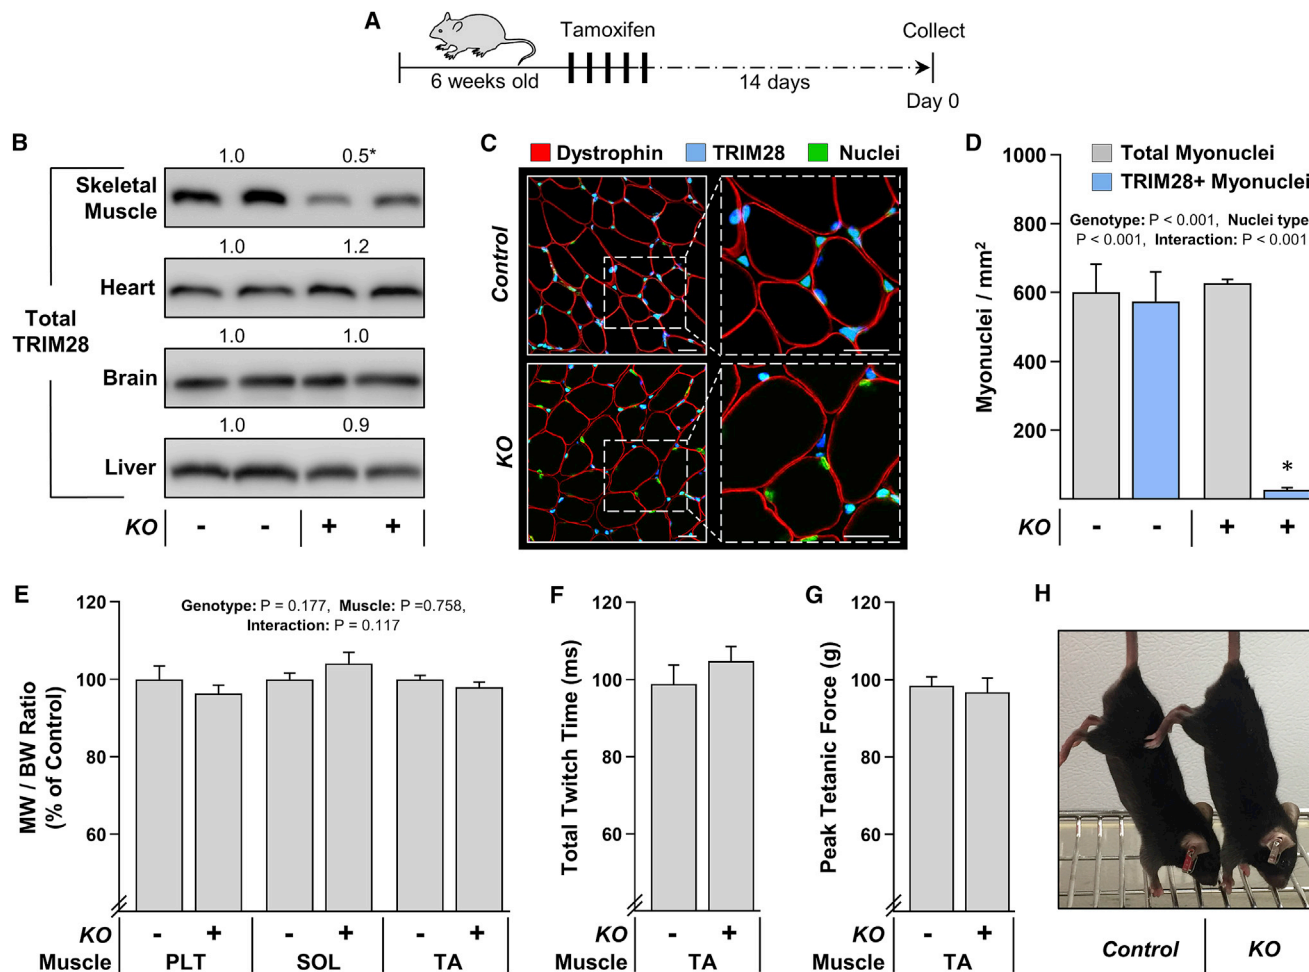 A
Tamoxifen
Collect
6 weeks old
14 days
Day 0
B
1.0 0.5*
Skeletal
Muscle
1.0 1.2
Heart
Total
TRIM28
1.0 1.0
Brain
1.0 0.9
Liver
KO - - + +
C
Dystrophin TRIM28 Nuclei
Control
KO
D
Total Myonuclei
TRIM28+ Myonuclei
Genotype: P < 0.001, Nuclei type
P < 0.001, Interaction: P < 0.001
Myonuclei / mm2
1000
800
600
400
200
*
KO - - + +
E
Genotype: P = 0.177, Muscle: P =0.758,
Interaction: P = 0.117
MW / BW Ratio
(% of Control)
120
100
80
60
KO - + - + - +
Muscle PLT SOL TA
F
Total Twitch Time (ms)
120
100
80
60
KO - +
Muscle TA
G
Peak Tetanic Force (g)
120
100
80
60
KO - +
Muscle TA
H
Control KO